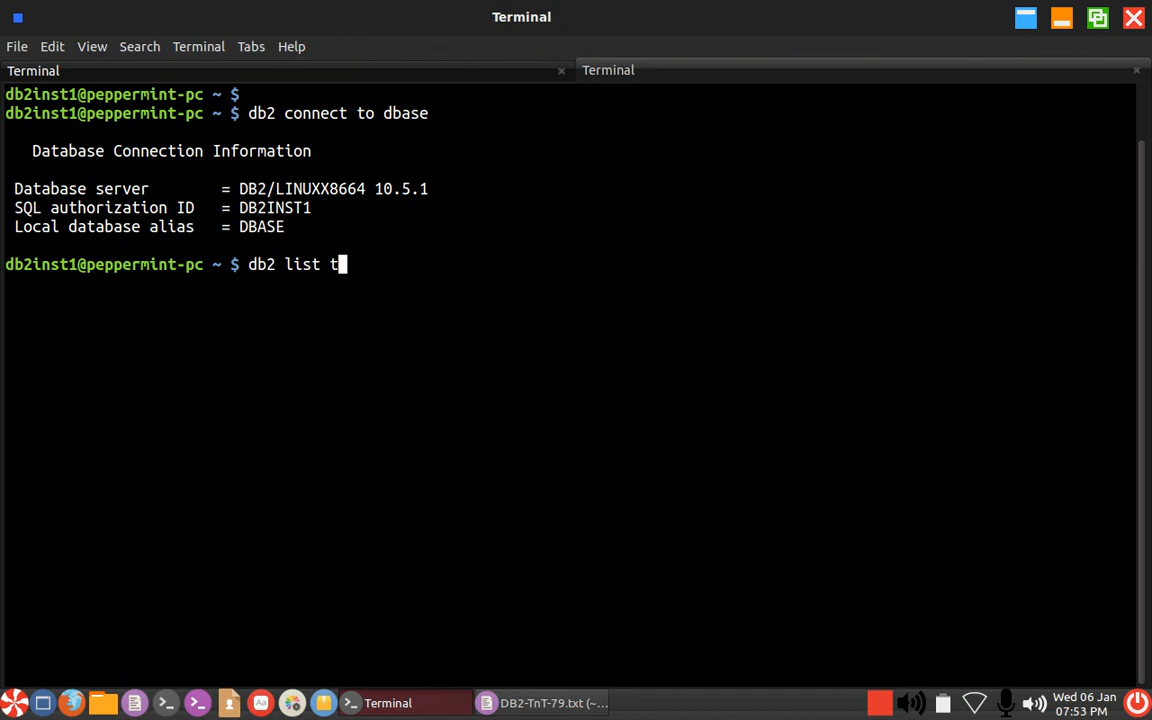 Terminal
File Edit View Search Terminal Tabs Help
Terminal
Terminal
db2inst1@peppermint-pc ~ $
db2inst1@peppermint-pc ~ $ db2 connect to dbase
Database Connection Information
Database server = DB2/LINUXX8664 10.5.1
SQL authorization ID = DB2INST1
Local database alias = DBASE
db2inst1@peppermint-pc ~ $ db2 list t
Terminal
DB2-TnT-79.txt (~...
Wed 06 Jan
07:53 PM